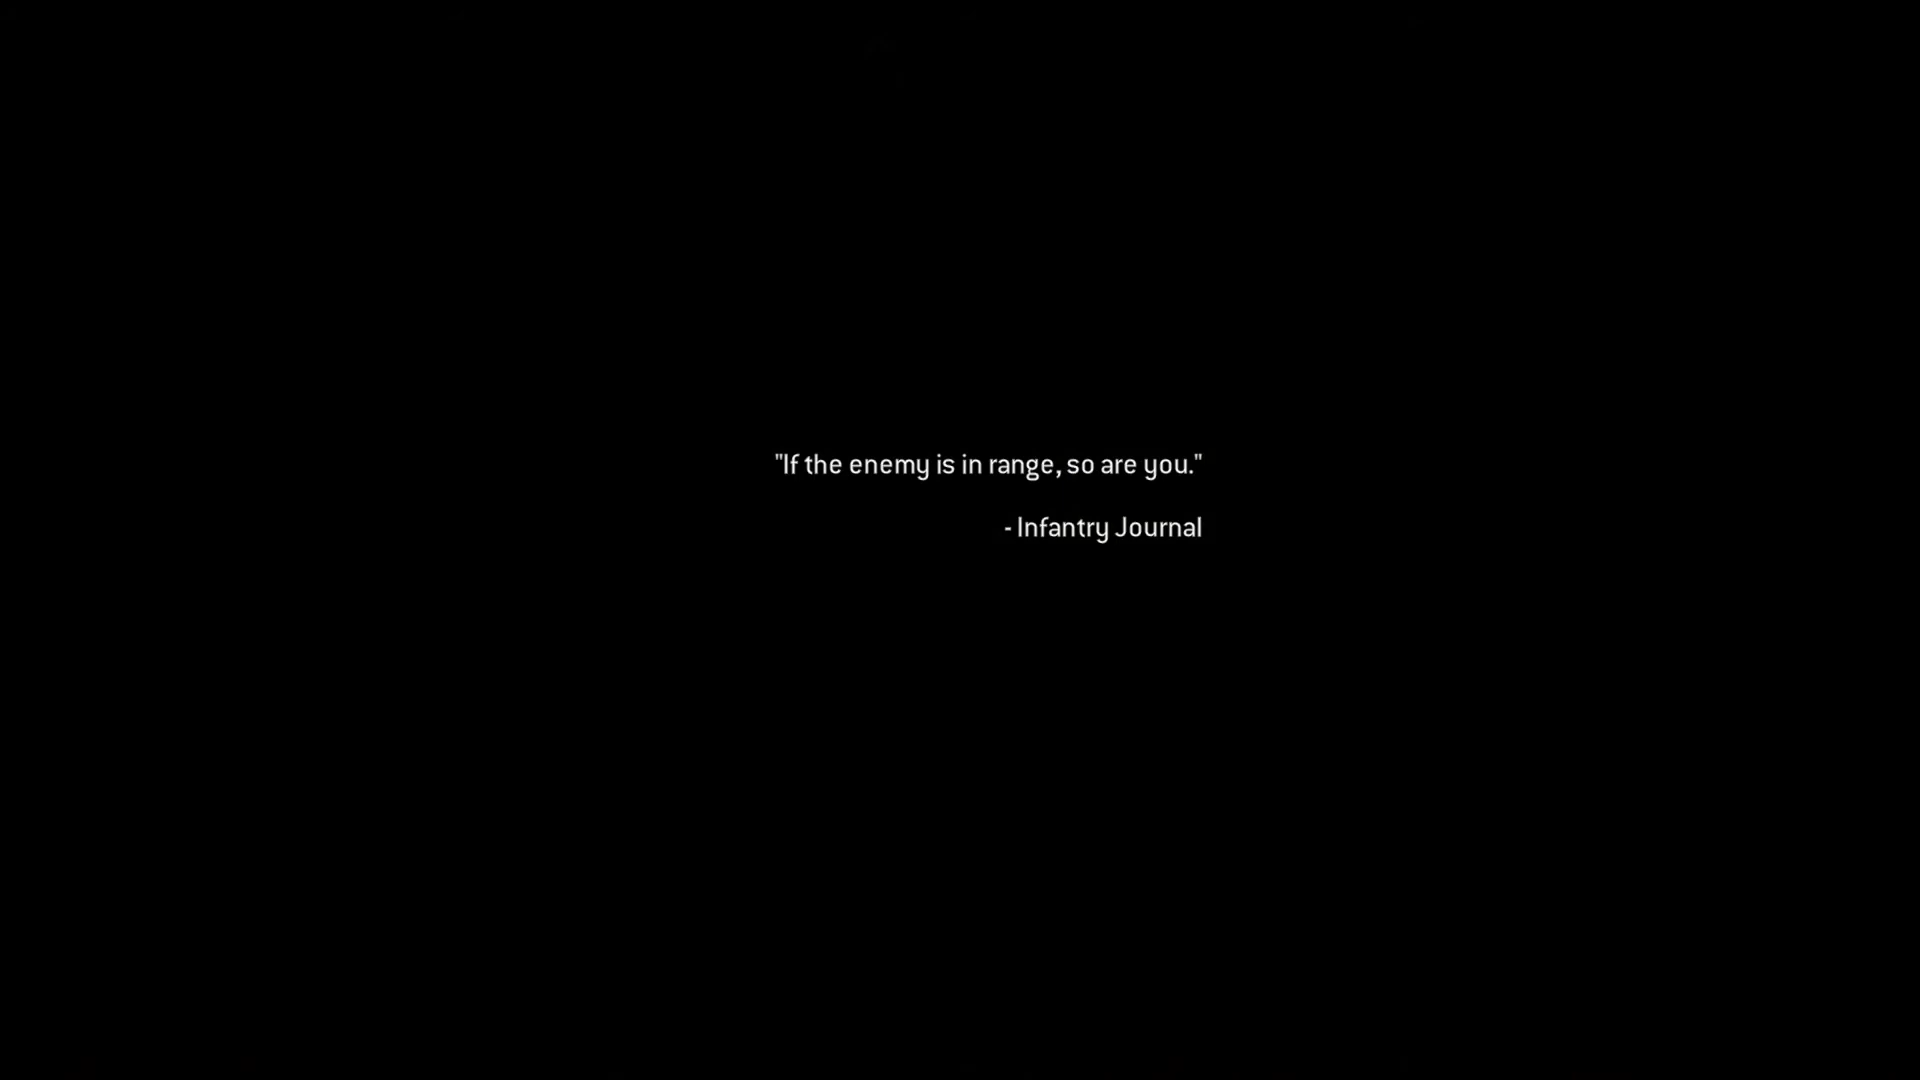 "If the enemy is in range, so are you."
- Infantry Journal